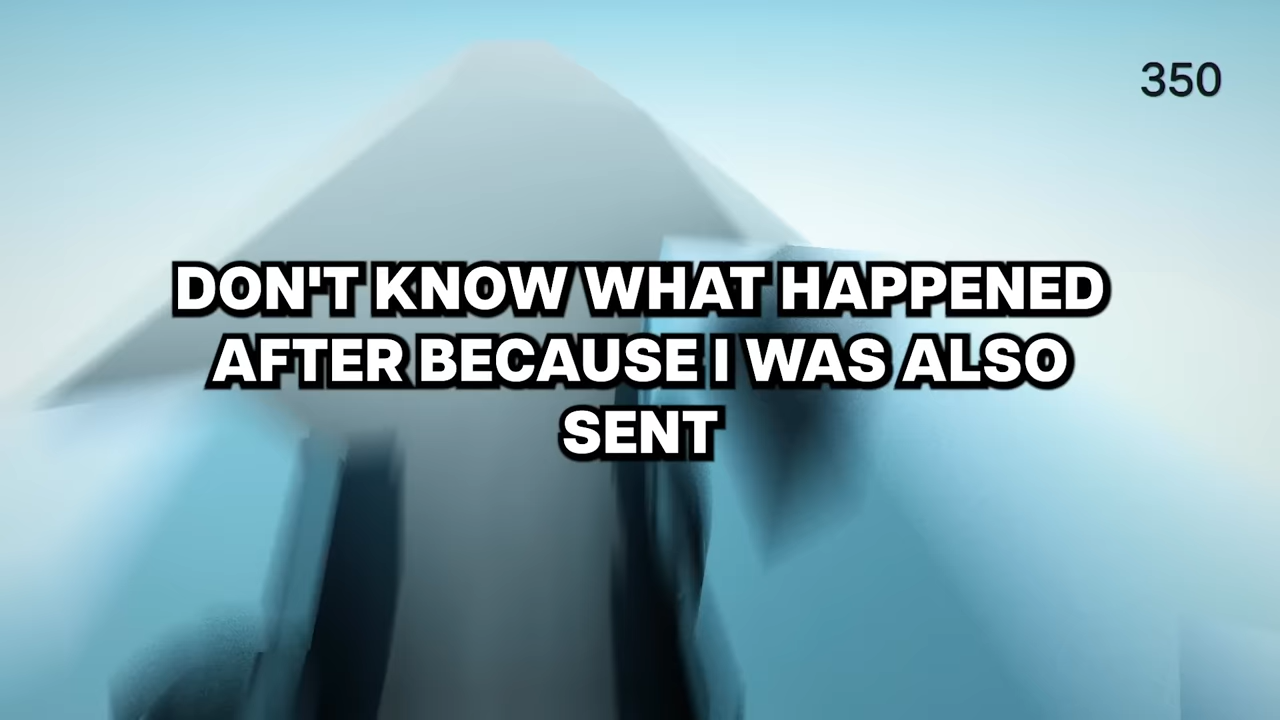 350
DON'T KNOW WHAT HAPPENED
AFTER BECAUSE I WAS ALSO
SENT